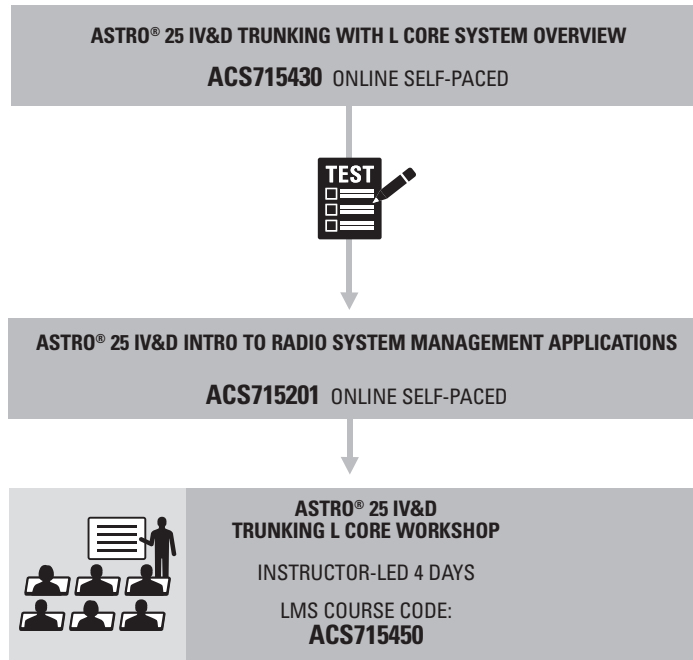 ASTRO® 25 IV&D TRUNKING WITH L CORE SYSTEM OVERVIEW
ACS715430 ONLINE SELF-PACED
TEST
ASTRO® 25 IV&D INTRO TO RADIO SYSTEM MANAGEMENT APPLICATIONS
ACS715201 ONLINE SELF-PACED
ASTRO® 25 IV&D
TRUNKING L CORE WORKSHOP
INSTRUCTOR-LED 4 DAYS
LMS COURSE CODE:
ACS715450